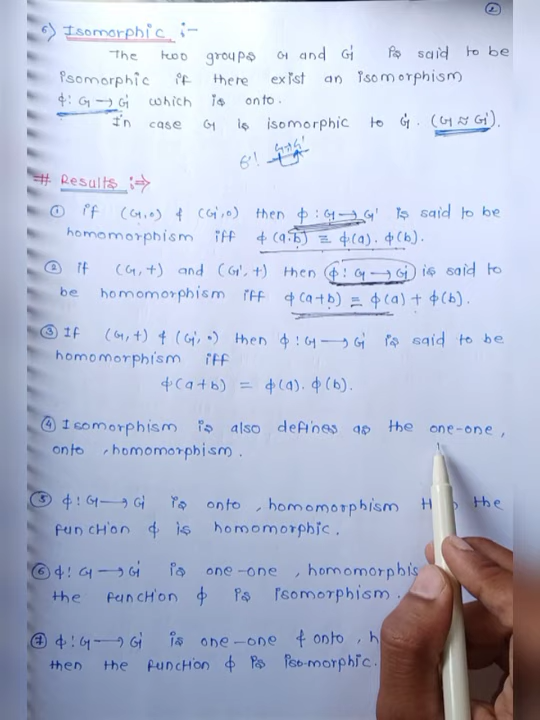 2
6) Isomorphic :-
The two groups G and G' is said to be
isomorphic if there exist an isomorphism
ϕ: G → G' which is onto.
In case G is isomorphic to G'. (G ≈ G').
G → G'
# Results :⇒
① if (G,o) & (G',o) then ϕ : G → G' is said to be
homomorphism iff ϕ(a.b) = ϕ(a). ϕ(b).
② if (G,+) and (G',+) then ϕ: G → G' is said to
be homomorphism iff ϕ(a+b) = ϕ(a) + ϕ(b).
③ If (G,+) & (G',o) then ϕ: G → G' is said to be
homomorphism iff
ϕ(a+b) = ϕ(a). ϕ(b).
④ Isomorphism is also defines as the one-one,
onto, homomorphism.
⑤ ϕ: G → G' is onto, homomorphism the
function ϕ is homomorphic.
⑥ ϕ: G → G' is one-one, homomorphis
the function ϕ is isomorphism.
⑦ ϕ: G → G' is one-one & onto, h
then the function ϕ is iso-morphic.